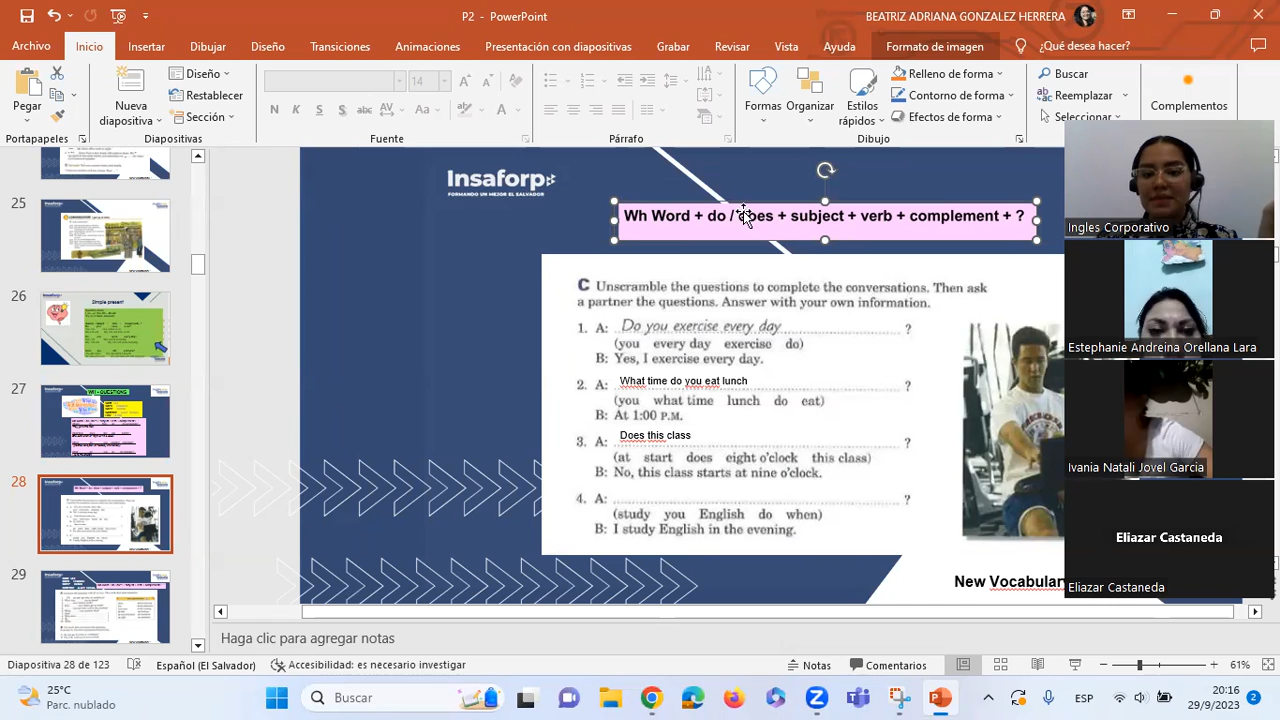 P2 - PowerPoint
BEATRIZ ADRIANA GONZALEZ HERRERA
Archivo Inicio Insertar Dibujar Diseño Transiciones Animaciones Presentación con diapositivas Grabar Revisar Vista Ayuda Formato de imagen ¿Qué desea hacer?
Pegar
Portapapeles
Nueva diapositiva
Diseño
Restablecer
Sección
Diapositivas
14
N K S S abc AV Aa A
Fuente
Párrafo
Formas
Organizar
Estilos rápidos
Relleno de forma
Contorno de forma
Efectos de forma
Dibujo
Buscar
Reemplazar
Seleccionar
Complementos
25
26
Simple present
27
28
29
Insaforp
FORMANDO UN MEJOR EL SALVADOR
Wh Word + do / does + subject + verb + complement + ?
C Unscramble the questions to complete the conversations. Then ask
a partner the questions. Answer with your own information.
1. A: Do you exercise every day ?
(you every day exercise do)
B: Yes, I exercise every day.
2. A: What time do you eat lunch ?
(you what time lunch do eat)
B: At 1:00 P.M.
3. A: Does this class ?
(at start does eight o'clock this class)
B: No, this class starts at nine o'clock.
4. A: ?
(study you English do when)
B: I study English in the evening.
New Vocabular
Ingles Corporativo
Estephanie Andreina Orellana Lara
Ivania Natali Jovel Garcia
Eliazar Castaneda
Eliazar Castaneda
Haga clic para agregar notas
Diapositiva 28 de 123 Español (El Salvador) Accesibilidad: es necesario investigar Notas Comentarios 61%
25°C
Parc. nublado
Buscar
ESP
20:16
29/9/2023
2